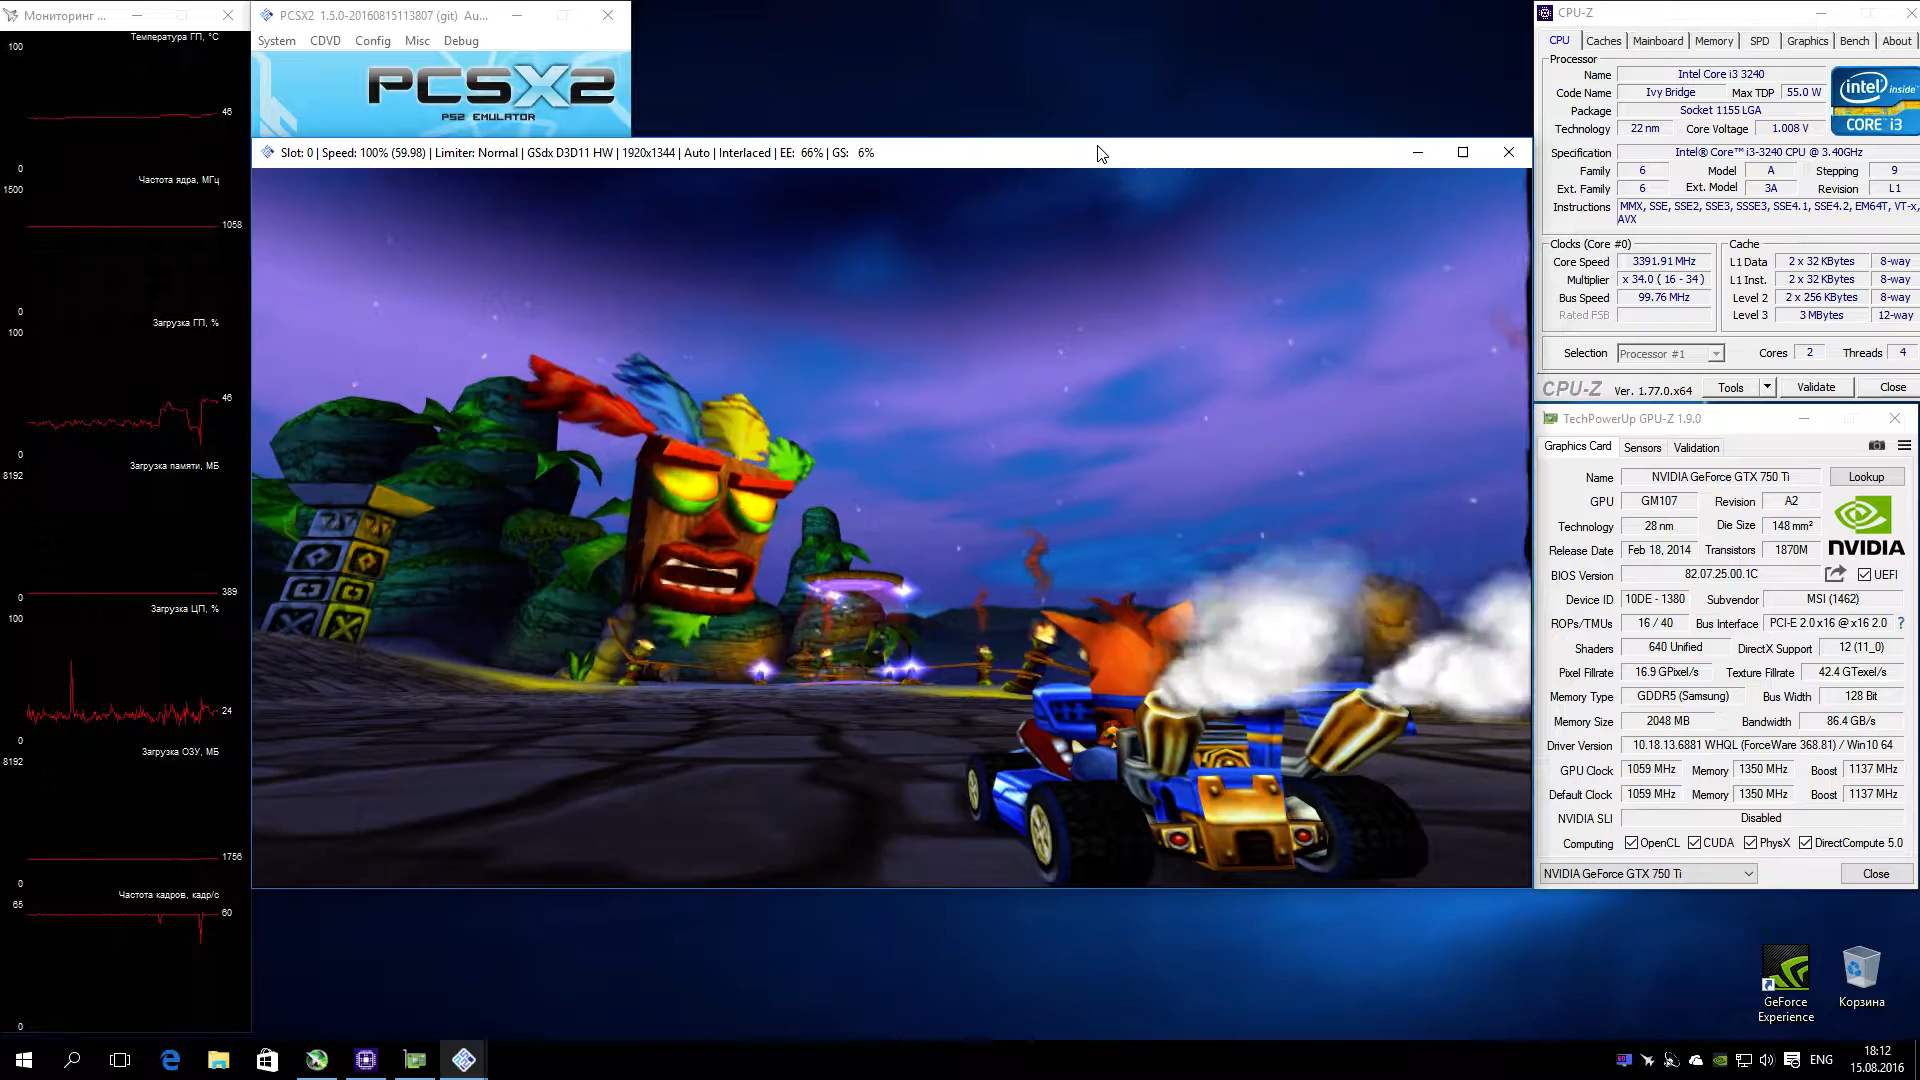 Мониторинг ...
Температура ГП, °C
100
46
0
Частота ядра, МГц
1500
1058
0
Загрузка ГП, %
100
46
0
Загрузка памяти, МБ
8192
389
0
Загрузка ЦП, %
100
24
0
Загрузка ОЗУ, МБ
8192
1756
0
Частота кадров, кадр/с
65
60
0
PCSX2 1.5.0-20160815113807 (git) Au...
System CDVD Config Misc Debug
PCSX2
PS2 EMULATOR
Slot: 0 | Speed: 100% (59.98) | Limiter: Normal | GSdx D3D11 HW | 1920x1344 | Auto | Interlaced | EE: 66% | GS: 6%
CPU-Z
CPU Caches Mainboard Memory SPD Graphics Bench About
Processor
Name Intel Core i3 3240
Code Name Ivy Bridge Max TDP 55.0 W
Package Socket 1155 LGA
Technology 22 nm Core Voltage 1.008 V
intel inside
CORE i3
Specification Intel® Core™ i3-3240 CPU @ 3.40GHz
Family 6 Model A Stepping 9
Ext. Family 6 Ext. Model 3A Revision L1
Instructions MMX, SSE, SSE2, SSE3, SSSE3, SSE4.1, SSE4.2, EM64T, VT-x,
AVX
Clocks (Core #0)
Core Speed 3391.91 MHz
Multiplier x 34.0 ( 16 - 34 )
Bus Speed 99.76 MHz
Rated FSB
Cache
L1 Data 2 x 32 KBytes 8-way
L1 Inst. 2 x 32 KBytes 8-way
Level 2 2 x 256 KBytes 8-way
Level 3 3 MBytes 12-way
Selection Processor #1 Cores 2 Threads 4
CPU-Z Ver. 1.77.0.x64 Tools Validate Close
TechPowerUp GPU-Z 1.9.0
Graphics Card Sensors Validation
Name NVIDIA GeForce GTX 750 Ti Lookup
GPU GM107 Revision A2
Technology 28 nm Die Size 148 mm²
Release Date Feb 18, 2014 Transistors 1870M
NVIDIA
BIOS Version 82.07.25.00.1C UEFI
Device ID 10DE - 1380 Subvendor MSI (1462)
ROPs/TMUs 16 / 40 Bus Interface PCI-E 2.0 x16 @ x16 2.0 ?
Shaders 640 Unified DirectX Support 12 (11_0)
Pixel Fillrate 16.9 GPixel/s Texture Fillrate 42.4 GTexel/s
Memory Type GDDR5 (Samsung) Bus Width 128 Bit
Memory Size 2048 MB Bandwidth 86.4 GB/s
Driver Version 10.18.13.6881 WHQL (ForceWare 368.81) / Win10 64
GPU Clock 1059 MHz Memory 1350 MHz Boost 1137 MHz
Default Clock 1059 MHz Memory 1350 MHz Boost 1137 MHz
NVIDIA SLI Disabled
Computing OpenCL CUDA PhysX DirectCompute 5.0
NVIDIA GeForce GTX 750 Ti Close
GeForce
Experience
Корзина
ENG
18:12
15.08.2016